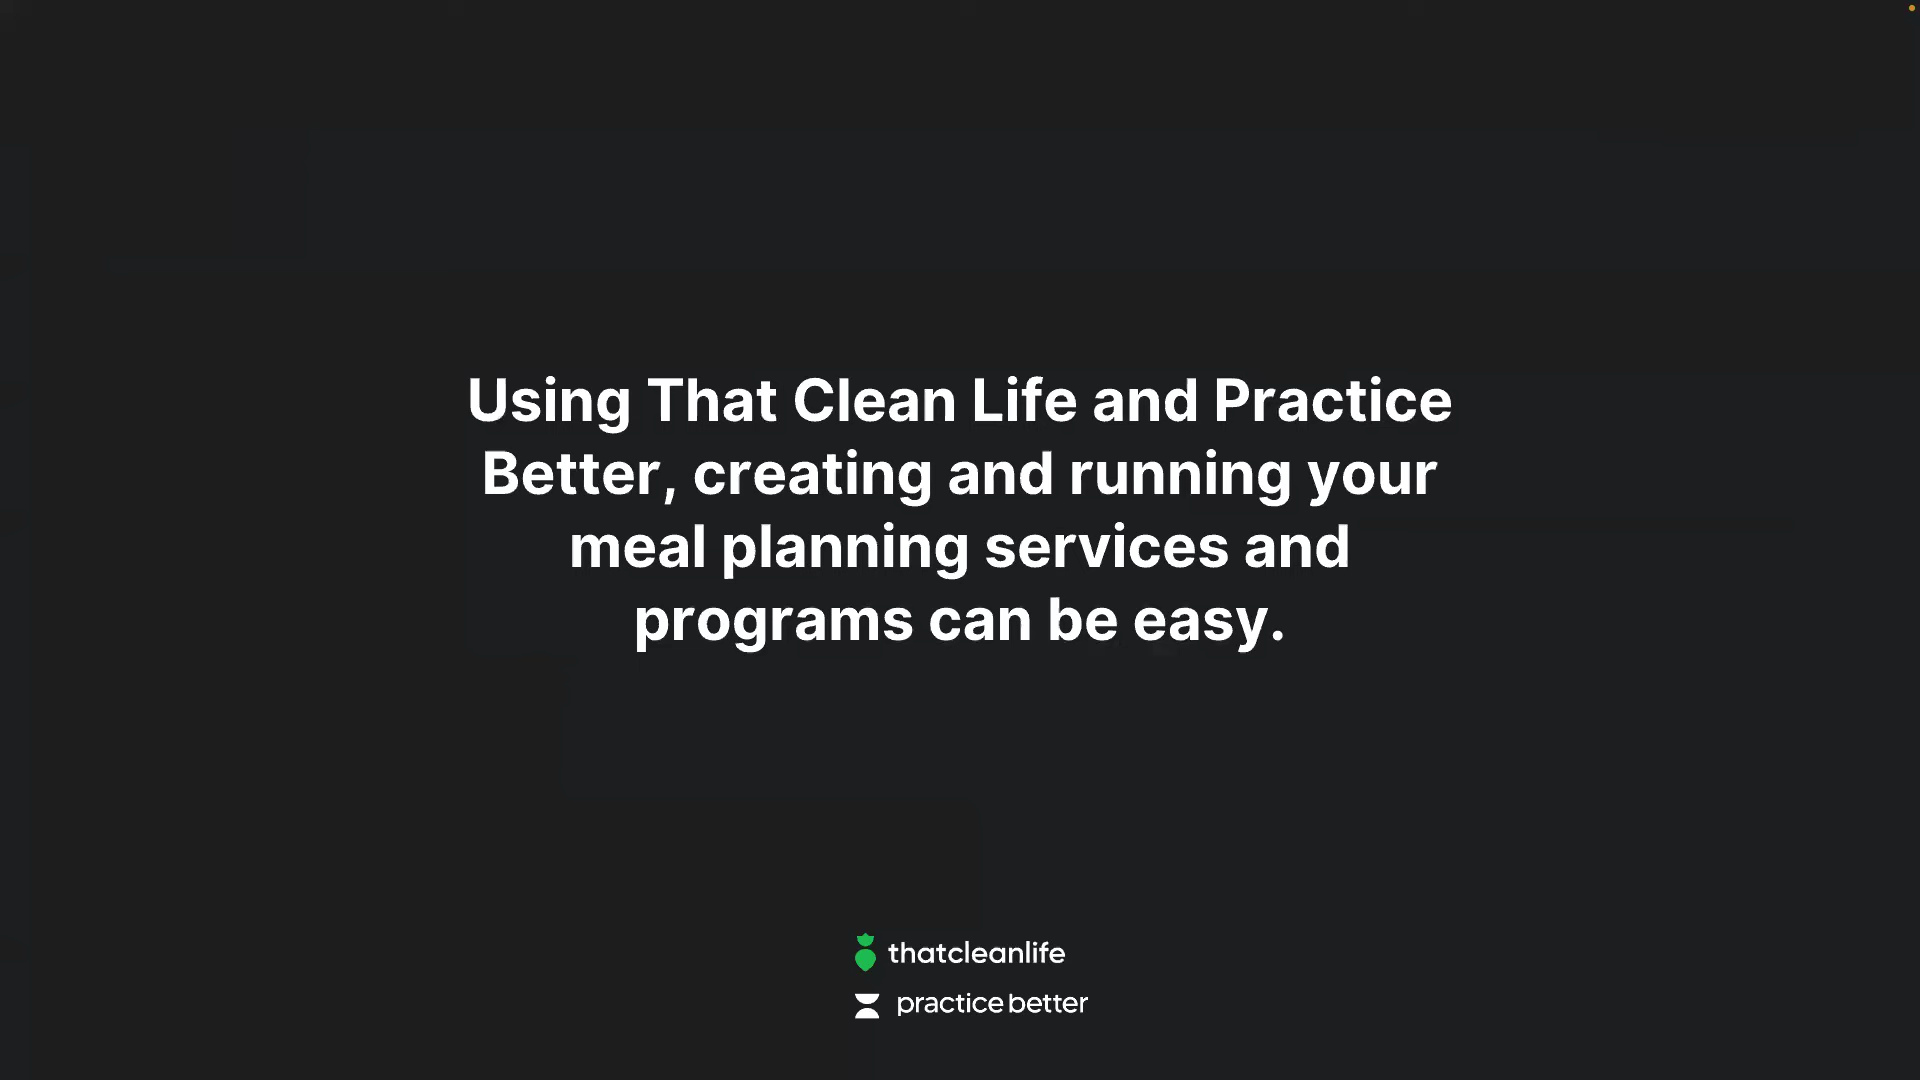 Using That Clean Life and Practice
Better, creating and running your
meal planning services and
programs can be easy.
thatcleanlife
practice better